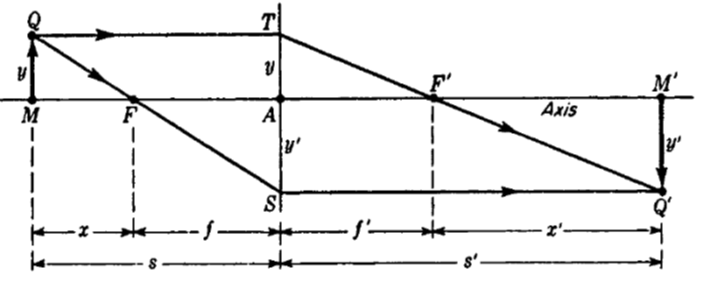 Q T
y y F' M'
M F A Axis
y' y'
S Q'
x f f' x'
s s'